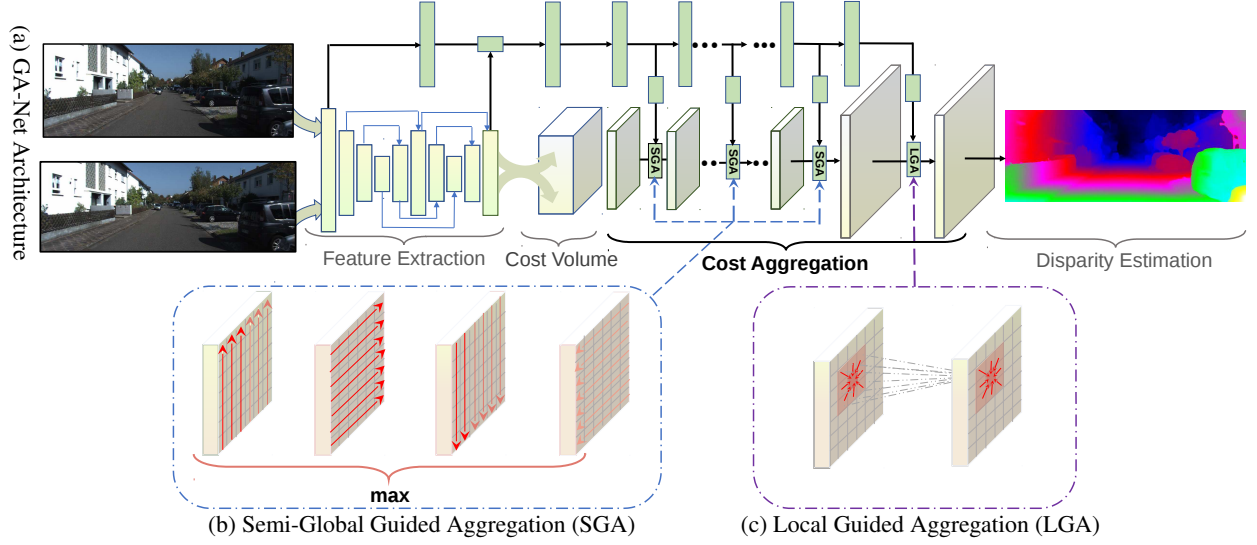 (a) GA-Net Architecture
SGA
SGA
SGA
LGA
Feature Extraction
Cost Volume
Cost Aggregation
Disparity Estimation
max
(b) Semi-Global Guided Aggregation (SGA)
(c) Local Guided Aggregation (LGA)